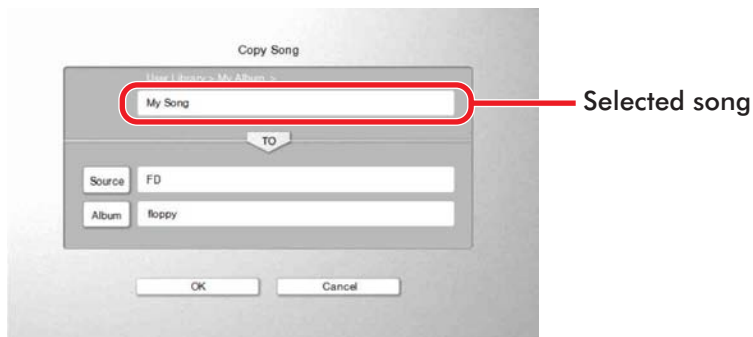 Copy Song
User Library > My Album >
My Song
Selected song
TO
Source FD
Album floppy
OK Cancel